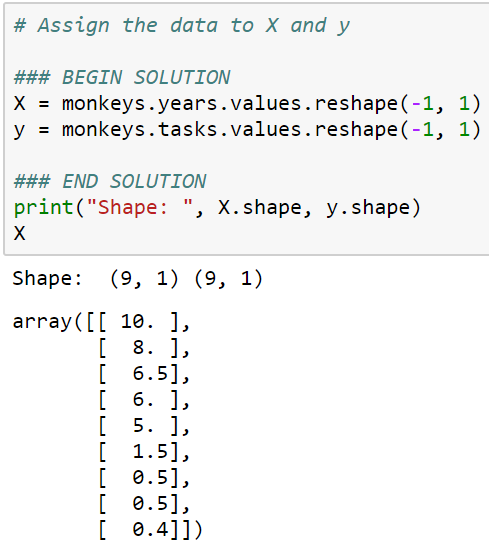 # Assign the data to X and y
### BEGIN SOLUTION
X = monkeys.years.values.reshape(-1, 1)
y = monkeys.tasks.values.reshape(-1, 1)
### END SOLUTION
print("Shape: ", X.shape, y.shape)
X
Shape:  (9, 1) (9, 1)
array([[ 10. ],
       [  8. ],
       [  6.5],
       [  6. ],
       [  5. ],
       [  1.5],
       [  0.5],
       [  0.5],
       [  0.4]])